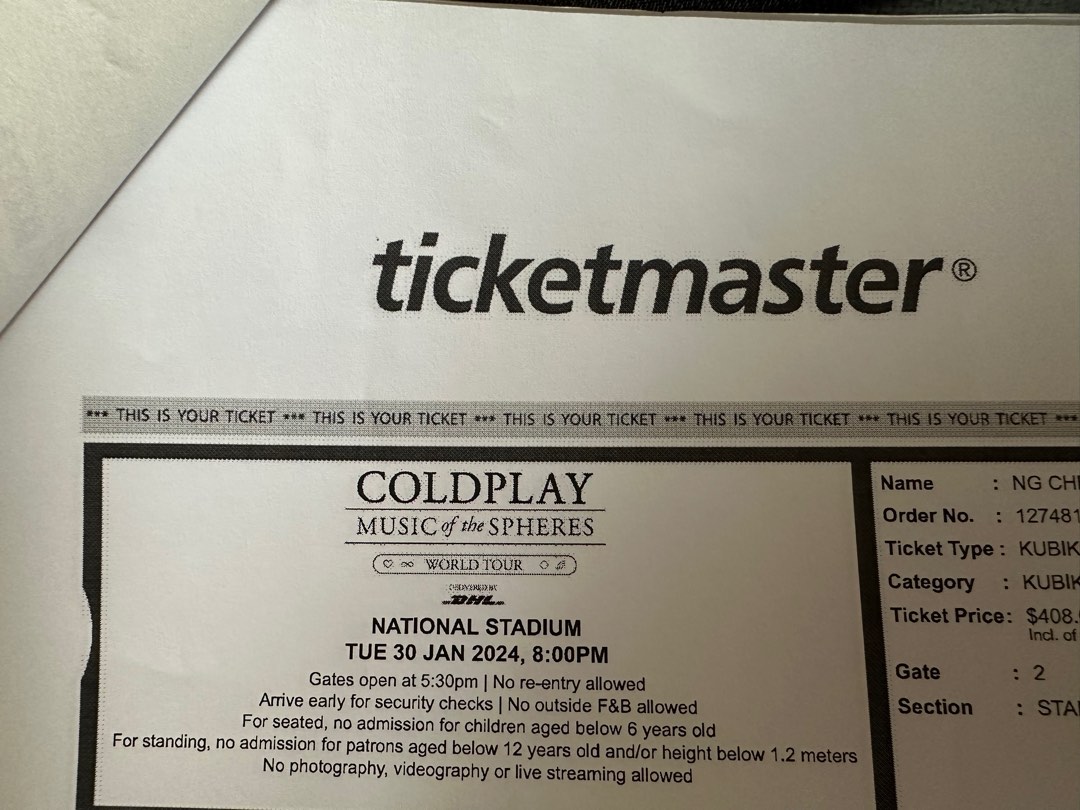 ticketmaster®
*** THIS IS YOUR TICKET *** THIS IS YOUR TICKET *** THIS IS YOUR TICKET *** THIS IS YOUR TICKET *** THIS IS YOUR TICKET ***
COLDPLAY
MUSIC of the SPHERES
WORLD TOUR
DELIVERED BY
DHL
NATIONAL STADIUM
TUE 30 JAN 2024, 8:00PM
Gates open at 5:30pm | No re-entry allowed
Arrive early for security checks | No outside F&B allowed
For seated, no admission for children aged below 6 years old
For standing, no admission for patrons aged below 12 years old and/or height below 1.2 meters
No photography, videography or live streaming allowed
Name : NG
Order No. : 127481
Ticket Type : KUBIK
Category : KUBIK
Ticket Price: $408.
Incl. of
Gate : 2
Section : STA